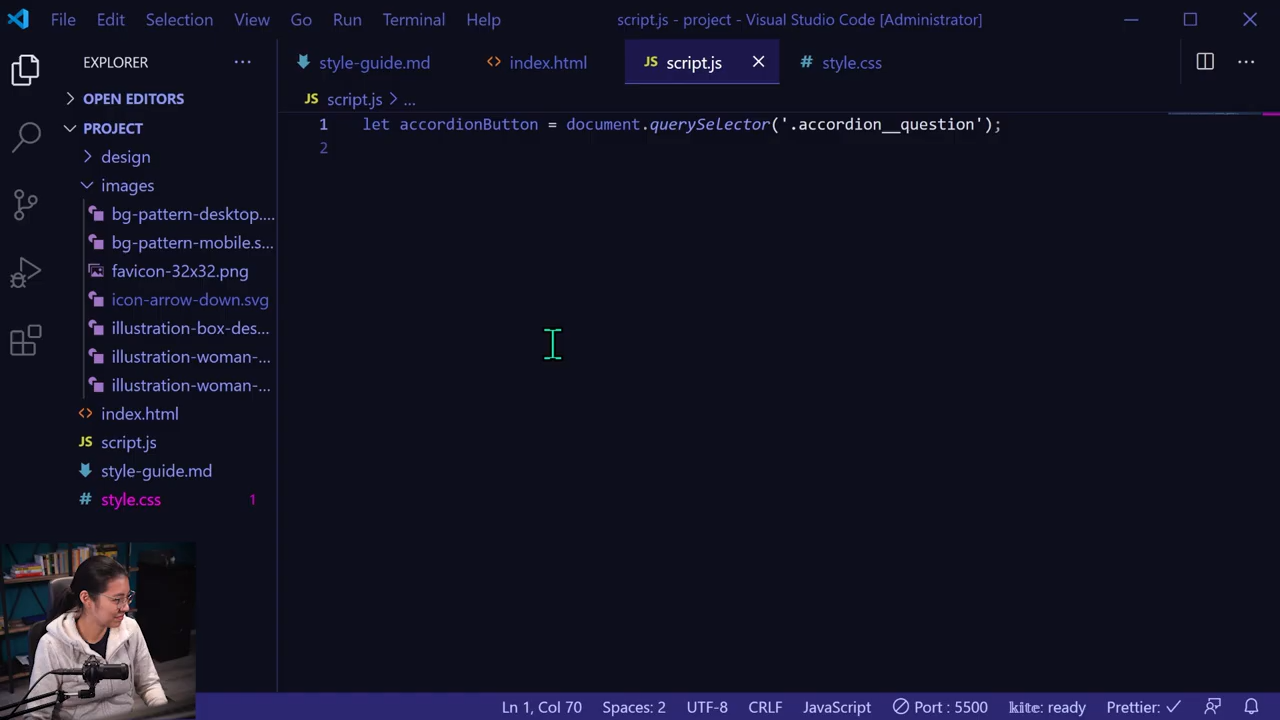 File Edit Selection View Go Run Terminal Help script.js - project - Visual Studio Code [Administrator]
EXPLORER ...
OPEN EDITORS
PROJECT
design
images
bg-pattern-desktop....
bg-pattern-mobile.s...
favicon-32x32.png
icon-arrow-down.svg
illustration-box-des...
illustration-woman-...
illustration-woman-...
index.html
JS script.js
style-guide.md
# style.css 1
style-guide.md <> index.html JS script.js # style.css
JS script.js > ...
1 let accordionButton = document.querySelector('.accordion__question');
2
Ln 1, Col 70 Spaces: 2 UTF-8 CRLF JavaScript Port : 5500 kite: ready Prettier: ✓